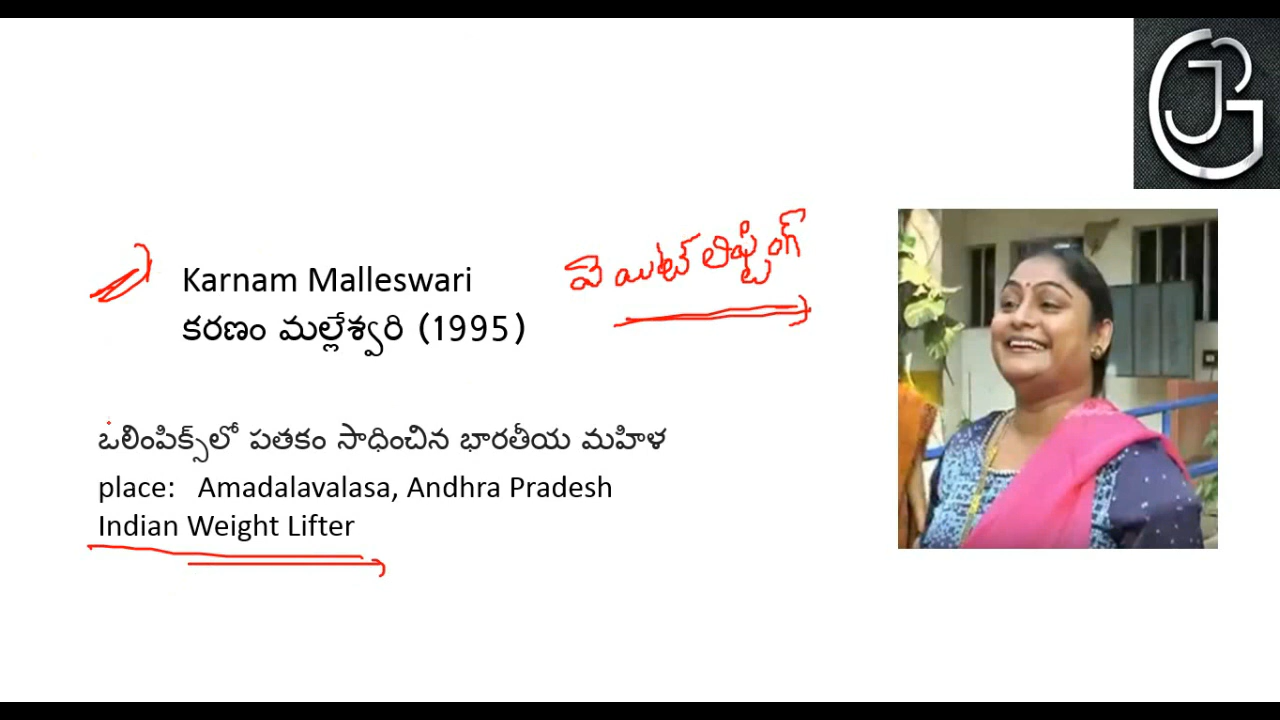 Karnam Malleswari
కరణం మల్లేశ్వరి (1995)
వెయిట్ లిఫ్టింగ్
ఒలింపిక్స్‌లో పతకం సాధించిన భారతీయ మహిళ
place: Amadalavalasa, Andhra Pradesh
Indian Weight Lifter